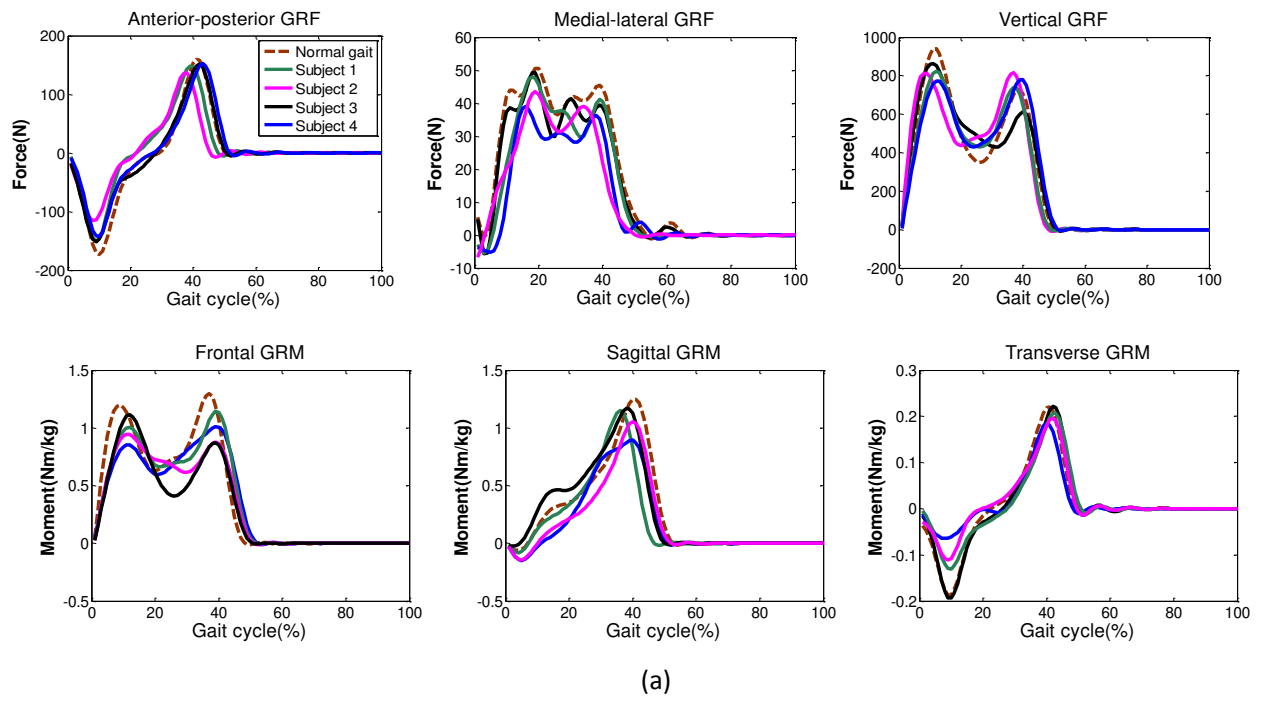 Anterior-posterior GRF
Medial-lateral GRF
Vertical GRF
Force(N)
200
100
0
-100
-200
0 20 40 60 80 100
Gait cycle(%)
Normal gait
Subject 1
Subject 2
Subject 3
Subject 4
Force(N)
60
50
40
30
20
10
0
-10
0 20 40 60 80 100
Gait cycle(%)
Force(N)
1000
800
600
400
200
0
-200
0 20 40 60 80 100
Gait cycle(%)
Frontal GRM
Sagittal GRM
Transverse GRM
Moment(Nm/kg)
1.5
1
0.5
0
-0.5
0 20 40 60 80 100
Gait cycle(%)
Moment(Nm/kg)
1.5
1
0.5
0
-0.5
0 20 40 60 80 100
Gait cycle(%)
Moment(Nm/kg)
0.3
0.2
0.1
0
-0.1
-0.2
0 20 40 60 80 100
Gait cycle(%)
(a)